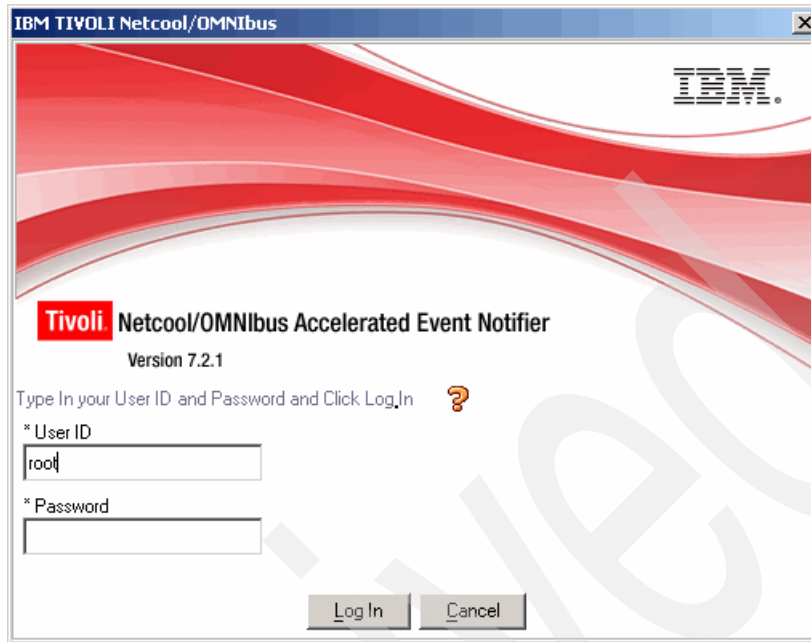 IBM TIVOLI Netcool/OMNIbus
IBM.
Tivoli. Netcool/OMNIbus Accelerated Event Notifier
Version 7.2.1
Type In your User ID and Password and Click Log,In
* User ID
root
* Password
Log In Cancel